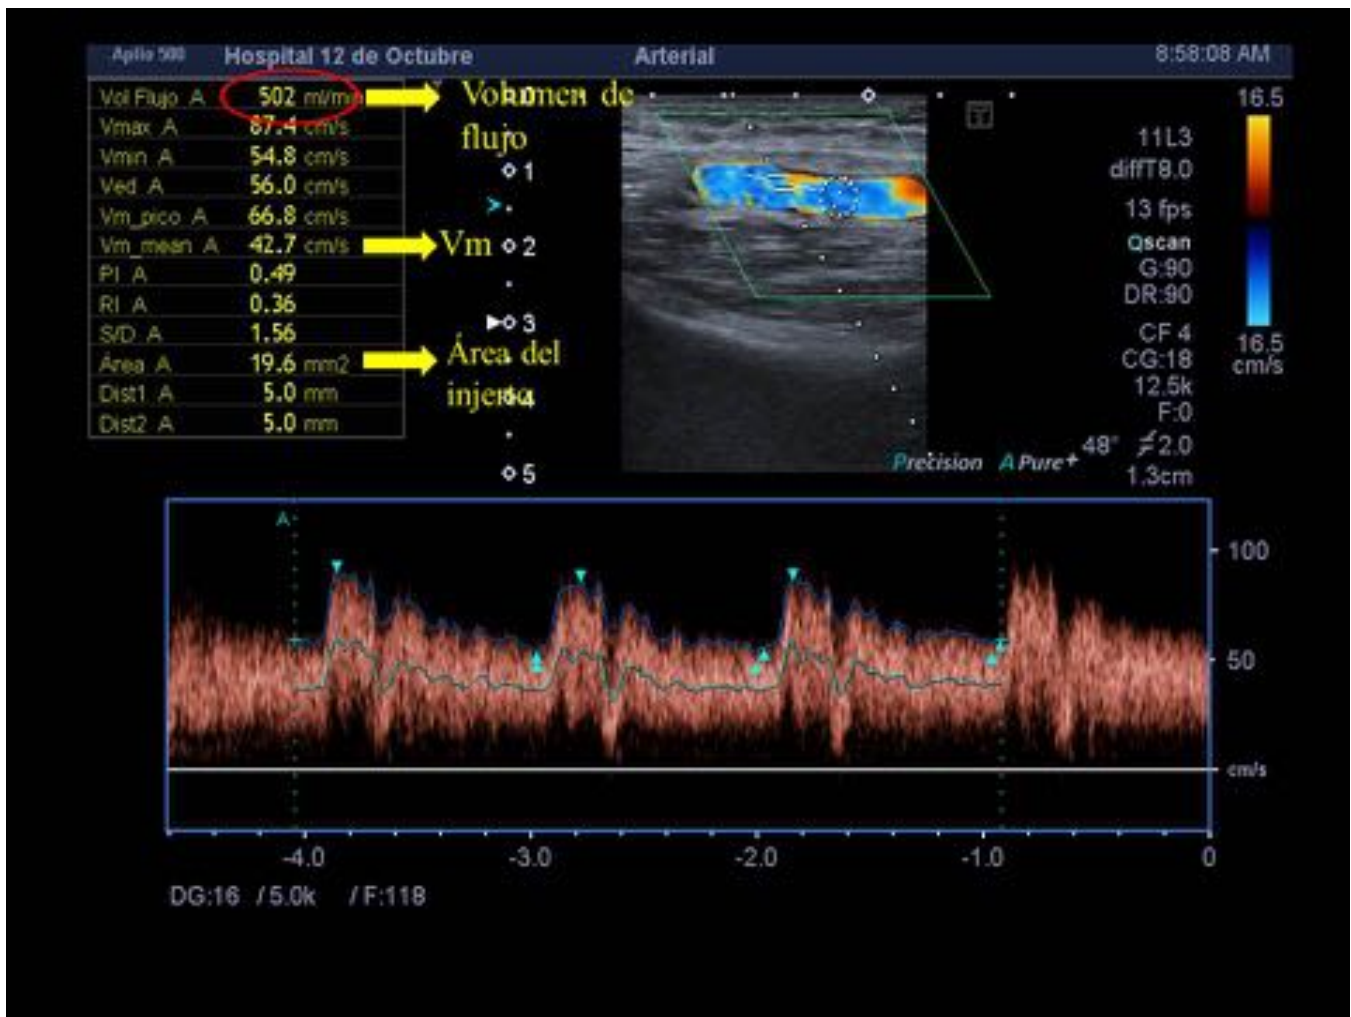 Aplio 500 Hospital 12 de Octubre Arterial 8:58:08 AM
Vol Flujo A 502 ml/min
Vmax A 87.4 cm/s
Vmin A 54.8 cm/s
Ved A 56.0 cm/s
Vm_pico A 66.8 cm/s
Vm_mean A 42.7 cm/s
PI A 0.49
RI A 0.36
S/D A 1.56
Área A 19.6 mm2
Dist1 A 5.0 mm
Dist2 A 5.0 mm
Volumen de
flujo
Vm
Área del
injerto
0
1
2
3
4
5
16.5
11L3
diffT8.0
13 fps
Qscan
G:90
DR:90
CF 4
CG:18
12.5k
F:0
48° 2.0
1.3cm
16.5
cm/s
Precision A Pure+
A
100
50
cm/s
-4.0 -3.0 -2.0 -1.0 0
DG:16 /5.0k /F:118